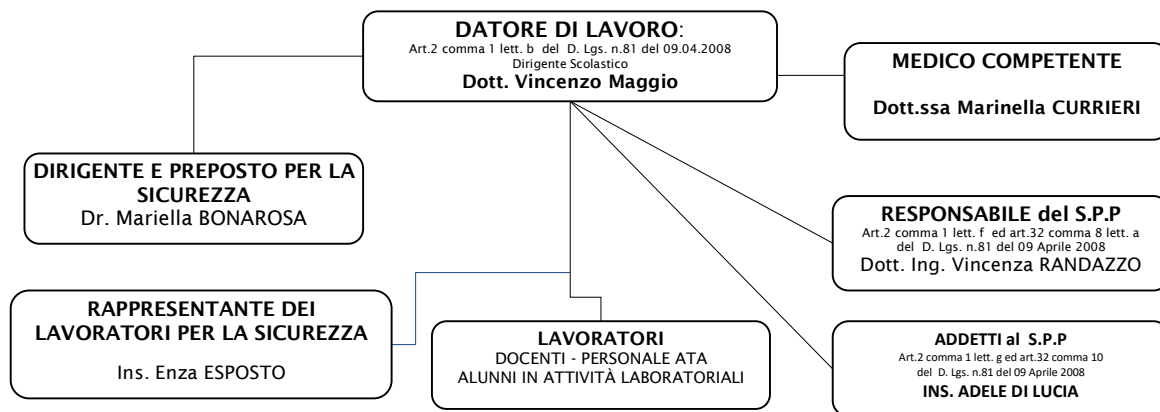 DATORE DI LAVORO:
Art.2 comma 1 lett. b del D. Lgs. n.81 del 09.04.2008
Dirigente Scolastico
Dott. Vincenzo Maggio
MEDICO COMPETENTE
Dott.ssa Marinella CURRIERI
DIRIGENTE E PREPOSTO PER LA
SICUREZZA
Dr. Mariella BONAROSA
RESPONSABILE del S.P.P
Art.2 comma 1 lett. f ed art.32 comma 8 lett. a
del D. Lgs. n.81 del 09 Aprile 2008
Dott. Ing. Vincenza RANDAZZO
RAPPRESENTANTE DEI
LAVORATORI PER LA SICUREZZA
Ins. Enza ESPOSTO
LAVORATORI
DOCENTI - PERSONALE ATA
ALUNNI IN ATTIVITÀ LABORATORIALI
ADDETTI al S.P.P
Art.2 comma 1 lett. g ed art.32 comma 10
del D. Lgs. n.81 del 09 Aprile 2008
INS. ADELE DI LUCIA